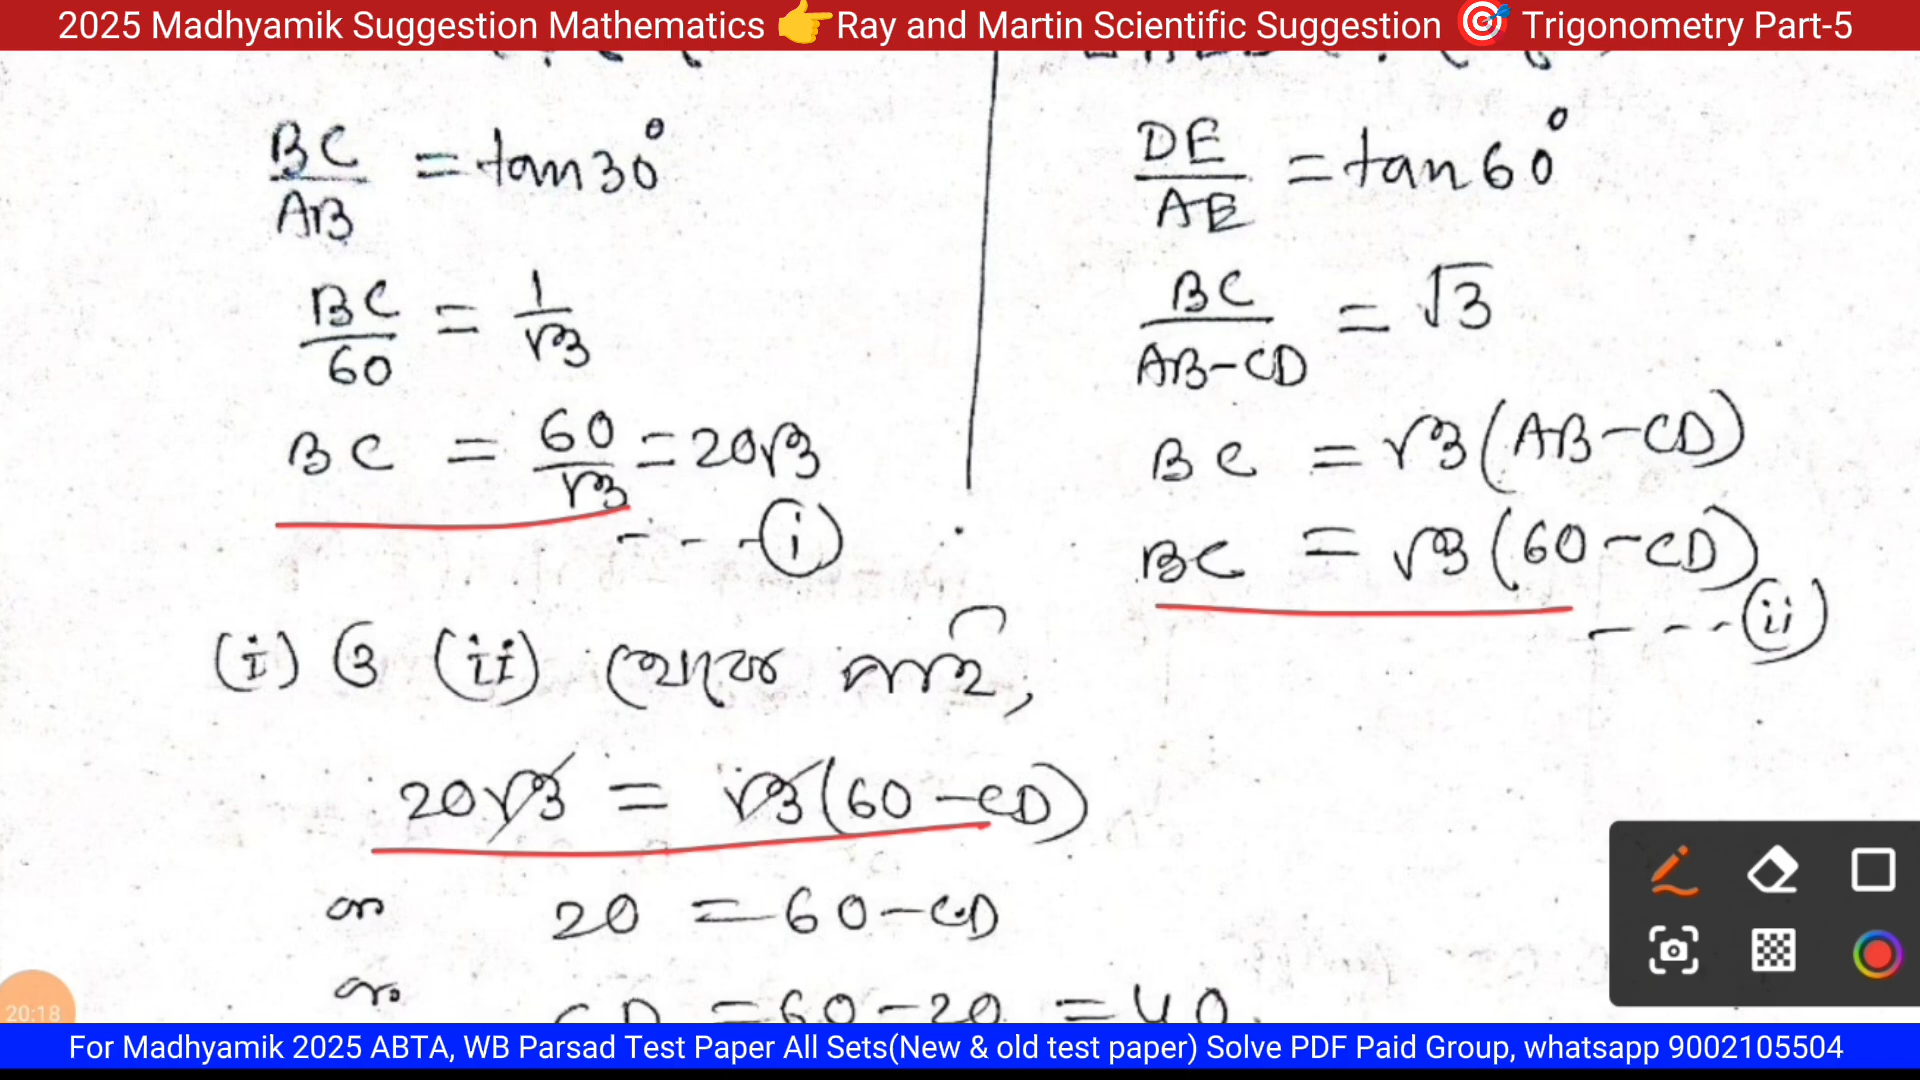 2025 Madhyamik Suggestion Mathematics 👉Ray and Martin Scientific Suggestion 🎯 Trigonometry Part-5
BC/AB = tan30°
BC/60 = 1/√3
BC = 60/√3 = 20√3
---(i)
DE/AE = tan60°
BC/AB-CD = √3
BC = √3(AB-CD)
BC = √3(60-CD)
---(ii)
(i) ও (ii) থেকে পাই,
20√3 = √3(60-CD)
or 20 = 60-CD
or CD = 60-20 = 40
20:18
For Madhyamik 2025 ABTA, WB Parsad Test Paper All Sets(New & old test paper) Solve PDF Paid Group, whatsapp 9002105504